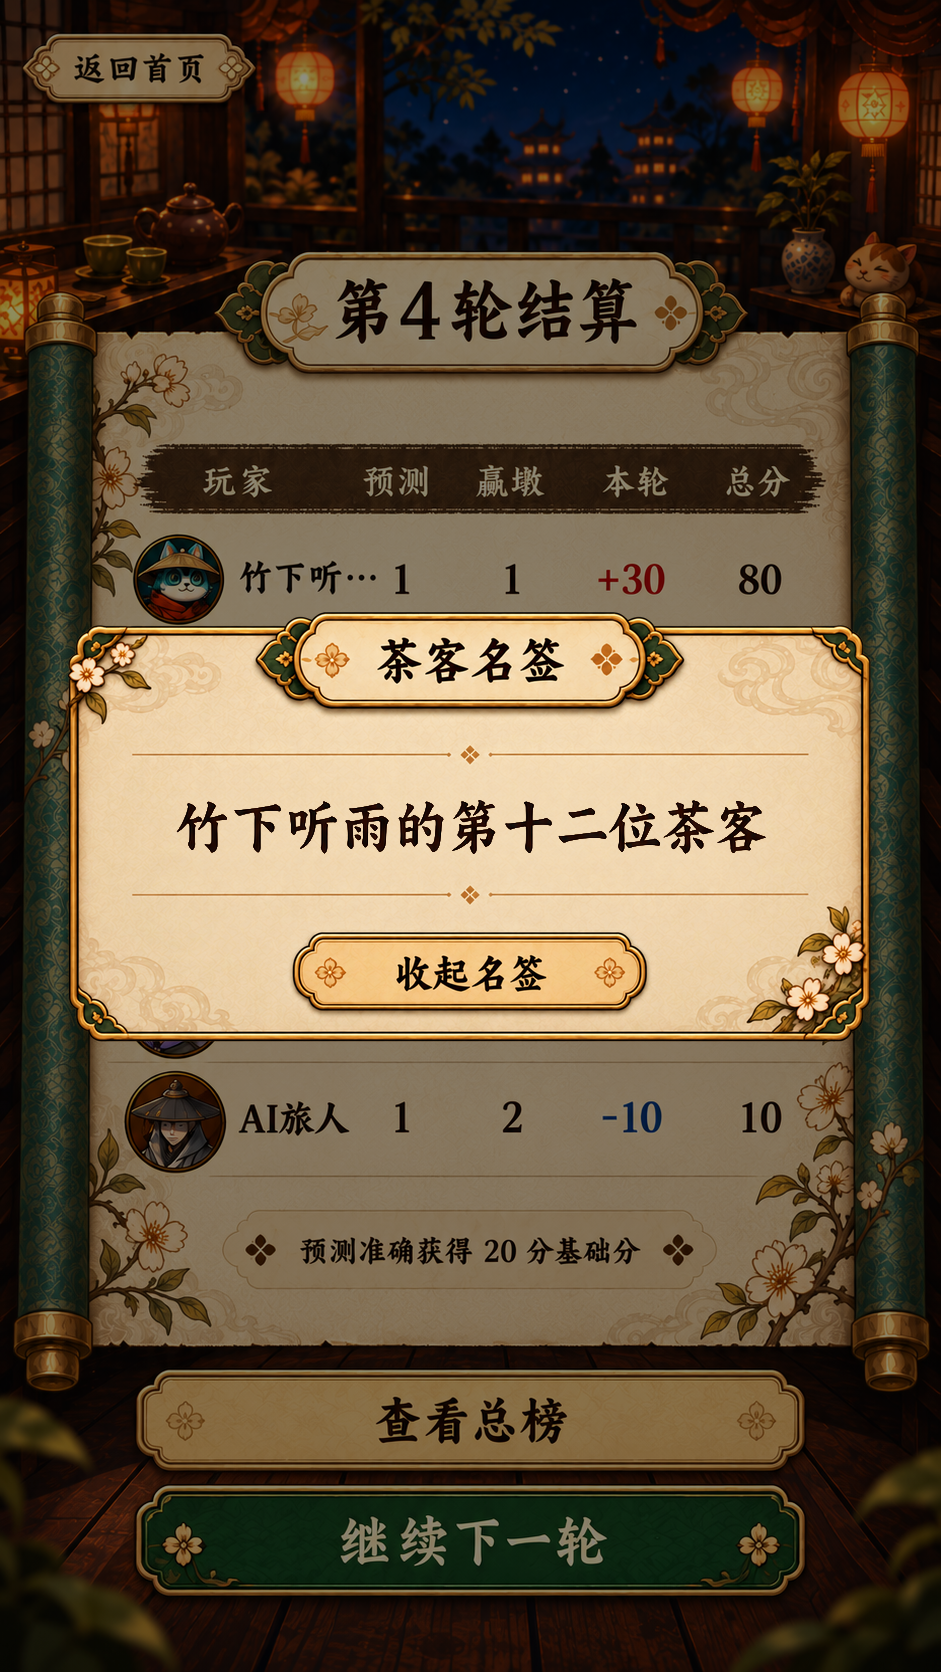 返回首页
第4轮结算
玩家 预测 赢墩 本轮 总分
竹下听… 1 1 +30 80
茶客名签
竹下听雨的第十二位茶客
收起名签
AI旅人 1 2 -10 10
预测准确获得 20 分基础分
查看总榜
继续下一轮